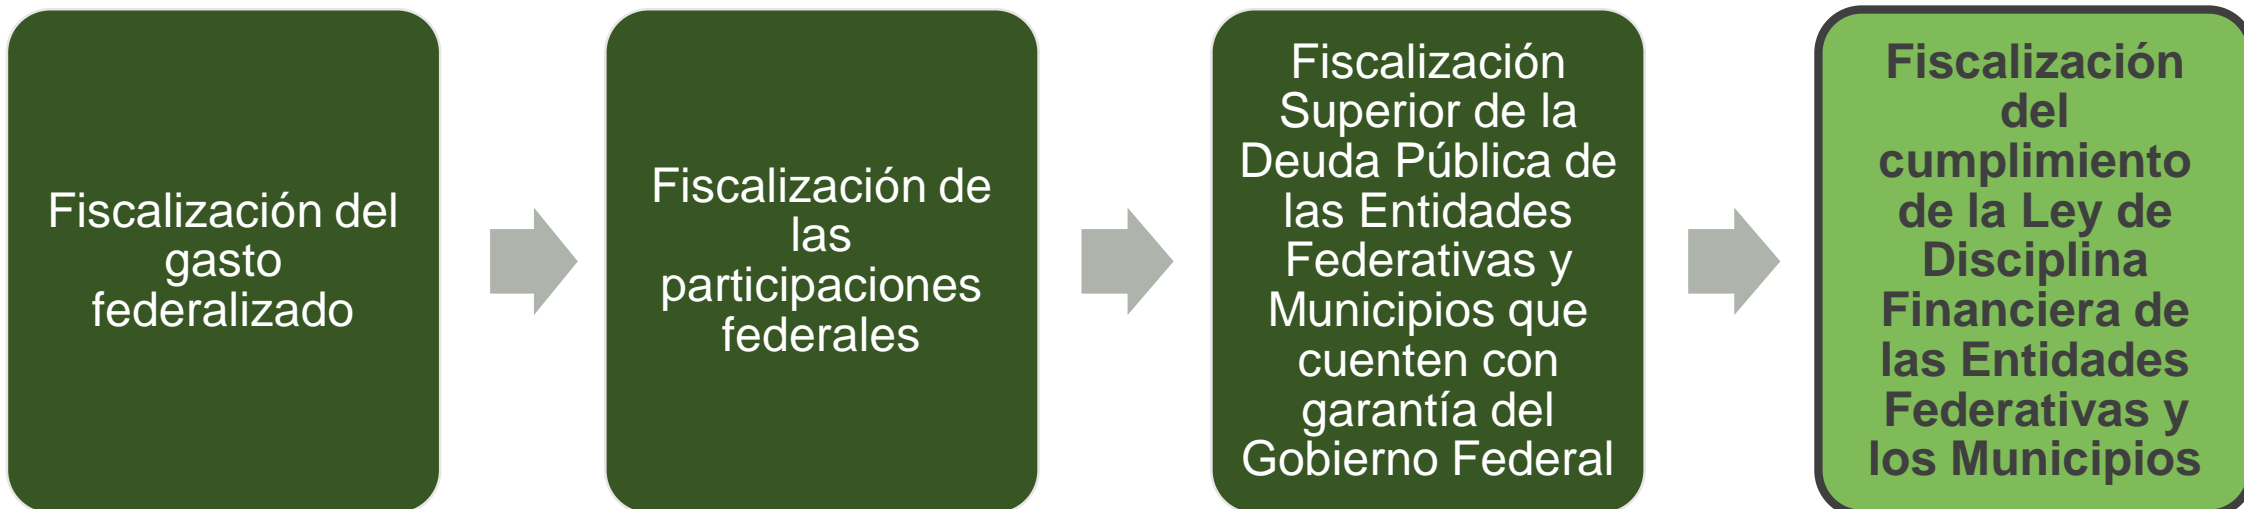 Fiscalización del
gasto
federalizado
Fiscalización de
las
participaciones
federales
Fiscalización
Superior de la
Deuda Pública de
las Entidades
Federativas y
Municipios que
cuenten con
garantía del
Gobierno Federal
Fiscalización
del
cumplimiento
de la Ley de
Disciplina
Financiera de
las Entidades
Federativas y
los Municipios